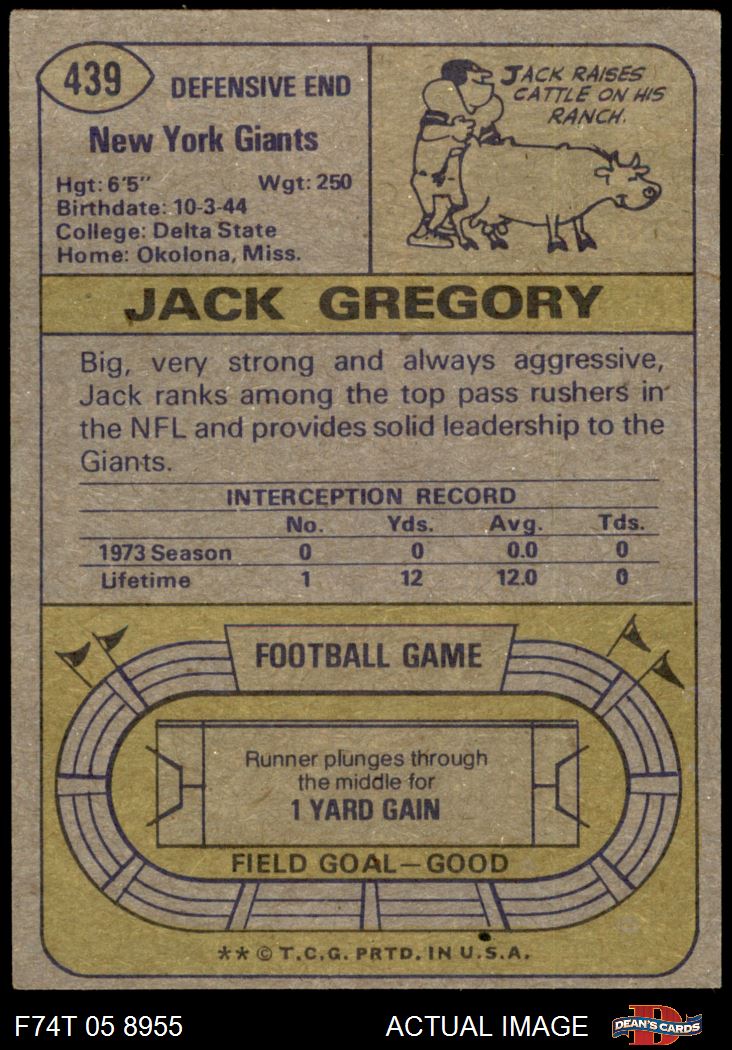 439
DEFENSIVE END
New York Giants
Hgt: 6'5" Wgt: 250
Birthdate: 10-3-44
College: Delta State
Home: Okolona, Miss.
JACK RAISES
CATTLE ON HIS
RANCH.
JACK GREGORY
Big, very strong and always aggressive,
Jack ranks among the top pass rushers in
the NFL and provides solid leadership to the
Giants.
INTERCEPTION RECORD
No. Yds. Avg. Tds.
1973 Season 0 0 0.0 0
Lifetime 1 12 12.0 0
FOOTBALL GAME
Runner plunges through
the middle for
1 YARD GAIN
FIELD GOAL—GOOD
** © T.C.G. PRTD. IN U.S.A.
F74T 05 8955 ACTUAL IMAGE DEAN'S CARDS